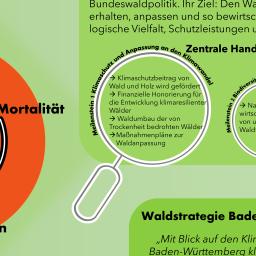 Bundeswaldpolitik. Ihr Ziel: Den Wa
erhalten, anpassen und so bewirtsc
logische Vielfalt, Schutzleistungen u
Zentrale Hand
Meilenstein 1 Klimaschutz und Anpassung an den Klimawandel
→ Klimaschutzbeitrag von
Wald und Holz wird gefördert
→ Finanzielle Honorierung für
die Entwicklung klimaresilienter
Wälder
→ Waldumbau der von
Trockenheit bedrohten Wälder
→Maßnahmenpläne zur
Waldanpassung
Meilenstein 3 Biodiversi
→ Na
wirtsc
von u
Wald
Mortalität
n
Waldstrategie Bade
„Mit Blick auf den Klin
Baden-Württemberg kl